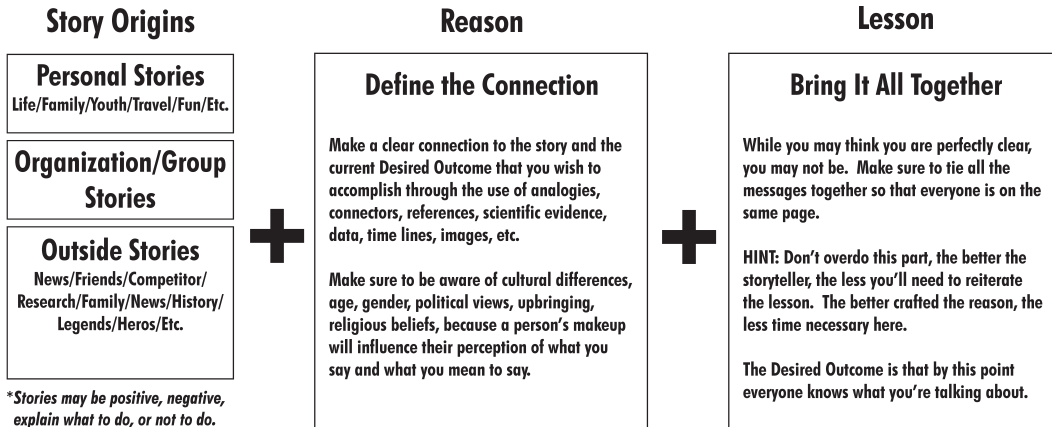 Story Origins
Personal Stories
Life/Family/Youth/Travel/Fun/Etc.
Organization/Group
Stories
Outside Stories
News/Friends/Competitor/
Research/Family/News/History/
Legends/Heros/Etc.
*Stories may be positive, negative,
explain what to do, or not to do.
Reason
Define the Connection
Make a clear connection to the story and the
current Desired Outcome that you wish to
accomplish through the use of analogies,
connectors, references, scientific evidence,
data, time lines, images, etc.
Make sure to be aware of cultural differences,
age, gender, political views, upbringing,
religious beliefs, because a person's makeup
will influence their perception of what you
say and what you mean to say.
Lesson
Bring It All Together
While you may think you are perfectly clear,
you may not be. Make sure to tie all the
messages together so that everyone is on the
same page.
HINT: Don't overdo this part, the better the
storyteller, the less you'll need to reiterate
the lesson. The better crafted the reason, the
less time necessary here.
The Desired Outcome is that by this point
everyone knows what you're talking about.